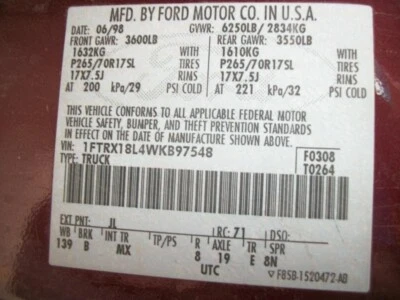 MFD. BY FORD MOTOR CO. IN U.S.A.
DATE: 06/98 GVWR: 6250LB/ 2834KG
FRONT GAWR: 3600LB REAR GAWR: 3550LB
1632KG WITH 1610KG WITH
P265/70R17SL TIRES P265/70R17SL TIRES
17X7.5J RIMS 17X7.5J RIMS
AT 200 kPa/29 PSI COLD AT 221 kPa/32 PSI COLD
THIS VEHICLE CONFORMS TO ALL APPLICABLE FEDERAL MOTOR
VEHICLE SAFETY, BUMPER, AND THEFT PREVENTION STANDARDS
IN EFFECT ON THE DATE OF MANUFACTURE SHOWN ABOVE.
VIN: 1FTRX18L4WKB97548 F0308
TYPE: TRUCK T0264
EXT PNT: JL RC: 71 DSO:
WB BRK INT TR TP/PS R AXLE TR SPR
139 B MX 8 19 E 8N
UTC
F85B-1520472-AB